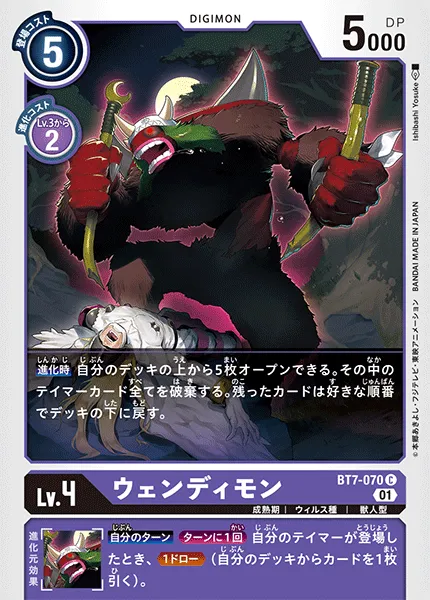 DIGIMON
登場コスト
5
DP
5000
進化コスト
Lv.3から
2
Ishibashi Yosuke
BANDAI MADE IN JAPAN
©本郷あきよし・フジテレビ・東映アニメーション
進化時 自分のデッキの上から5枚オープンできる。その中の
テイマーカード全てを破棄する。残ったカードは好きな順番
でデッキの下に戻す。
BT7-070 C
Lv.4
ウェンディモン
01
成熟期 | ウィルス種 | 獣人型
進化元効果
自分のターン ターンに1回 自分のテイマーが登場し
たとき、1ドロー(自分のデッキからカードを1枚
引く)。